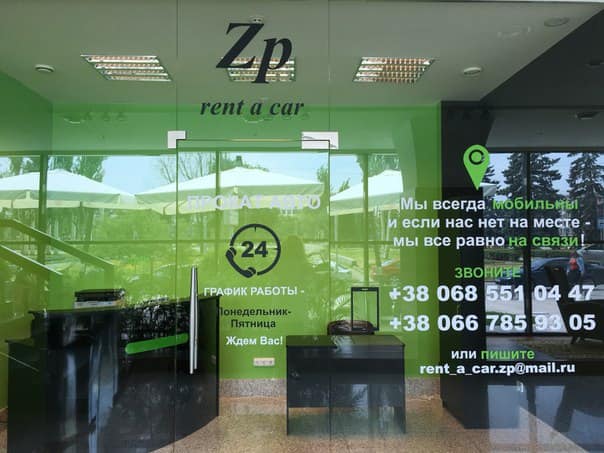 Zp
rent a car
ПРОКАТ АВТО
24
ГРАФИК РАБОТЫ -
Понедельник-
Пятница
Ждем Вас!
Мы всегда мобильны
и если нас нет на месте -
мы все равно на связи!
ЗВОНИТЕ
+38 068 551 04 47
+38 066 785 93 05
или пишите
rent_a_car.zp@mail.ru